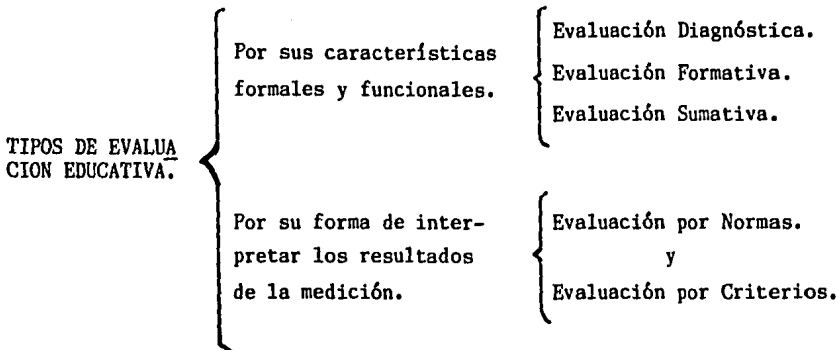 TIPOS DE EVALUA
CION EDUCATIVA.
Por sus características
formales y funcionales.
Evaluación Diagnóstica.
Evaluación Formativa.
Evaluación Sumativa.
Por su forma de inter-
pretar los resultados
de la medición.
Evaluación por Normas.
y
Evaluación por Criterios.